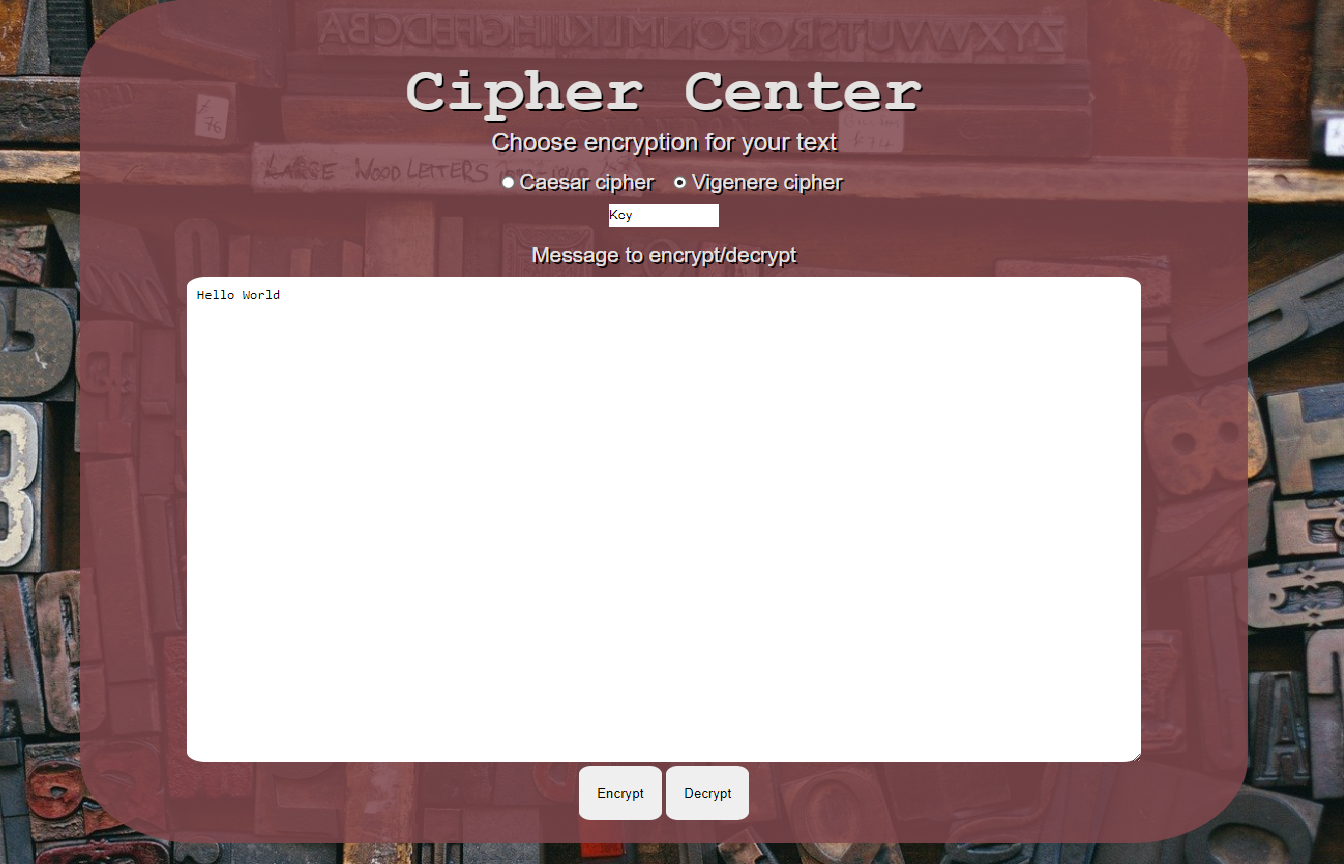 ABCDEFGHIJKLMNOPQRSTUVWXYZ
Cipher Center
Choose encryption for your text
LARGE WOOD LETTERS
Caesar cipher Vigenere cipher
Key
Message to encrypt/decrypt
Hello World
Encrypt Decrypt